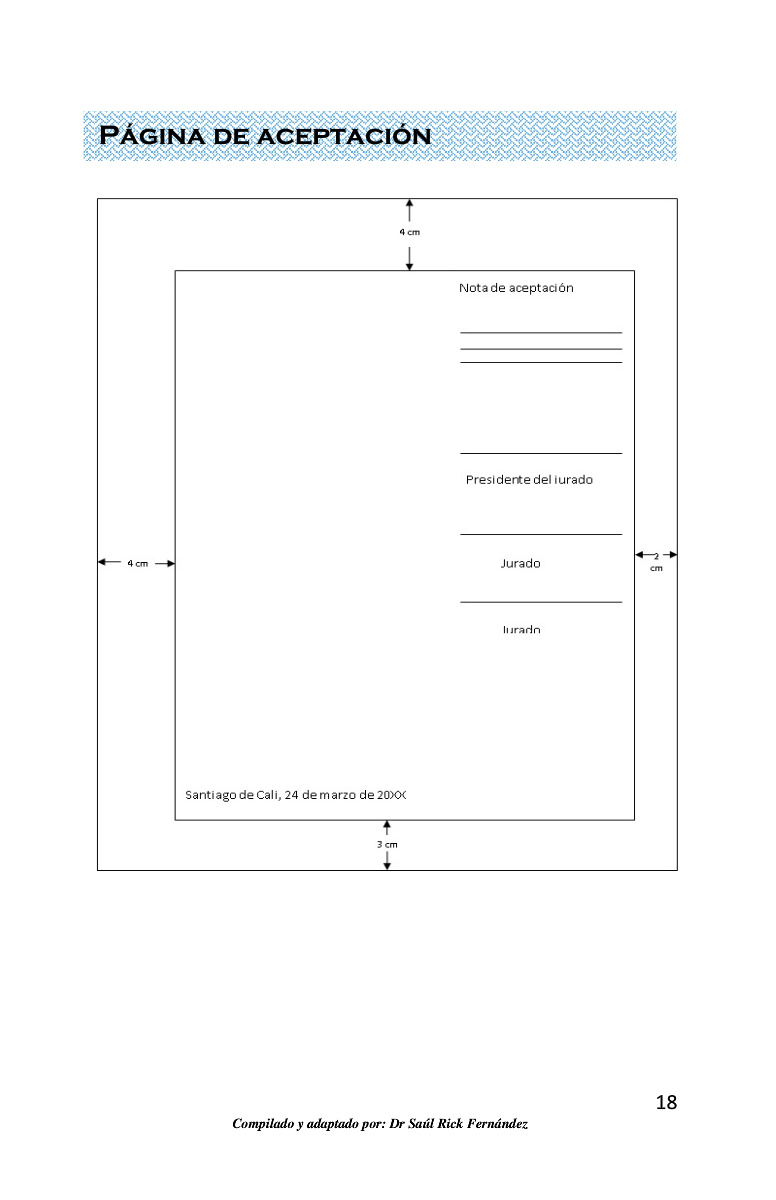 PÁGINA DE ACEPTACIÓN
4 cm
Nota de aceptación
Presidente del jurado
4 cm
Jurado
2
cm
Jurado
Santiago de Cali, 24 de marzo de 20XX
3 cm
18
Compilado y adaptado por: Dr Saúl Rick Fernández